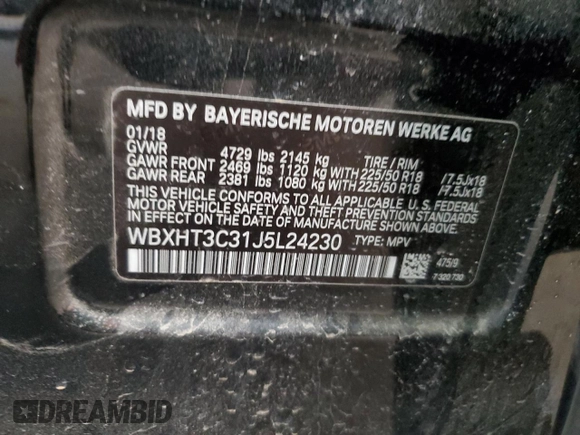 MFD BY BAYERISCHE MOTOREN WERKE AG
01/18
GVWR 4729 lbs 2145 kg TIRE / RIM
GAWR FRONT 2469 lbs 1120 kg WITH 225/50 R18 /7.5Jx18
GAWR REAR 2381 lbs 1080 kg WITH 225/50 R18 /7.5Jx18
THIS VEHICLE CONFORMS TO ALL APPLICABLE U. S. FEDERAL
MOTOR VEHICLE SAFETY AND THEFT PREVENTION STANDARDS
IN EFFECT ON THE DATE OF MANUFACTURE SHOWN ABOVE.
WBXHT3C31J5L24230 TYPE: MPV
475/9
7 320 730
DREAMBID